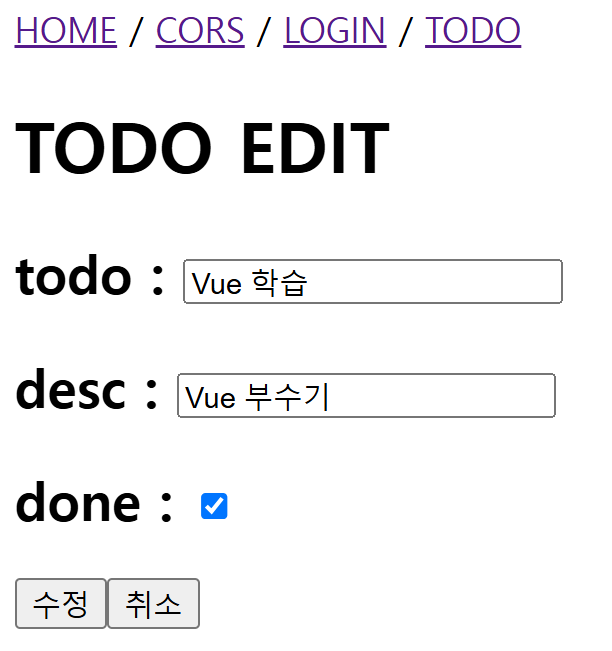 HOME / CORS / LOGIN / TODO
TODO EDIT
todo : Vue 학습
desc : Vue 부수기
done :
수정 취소